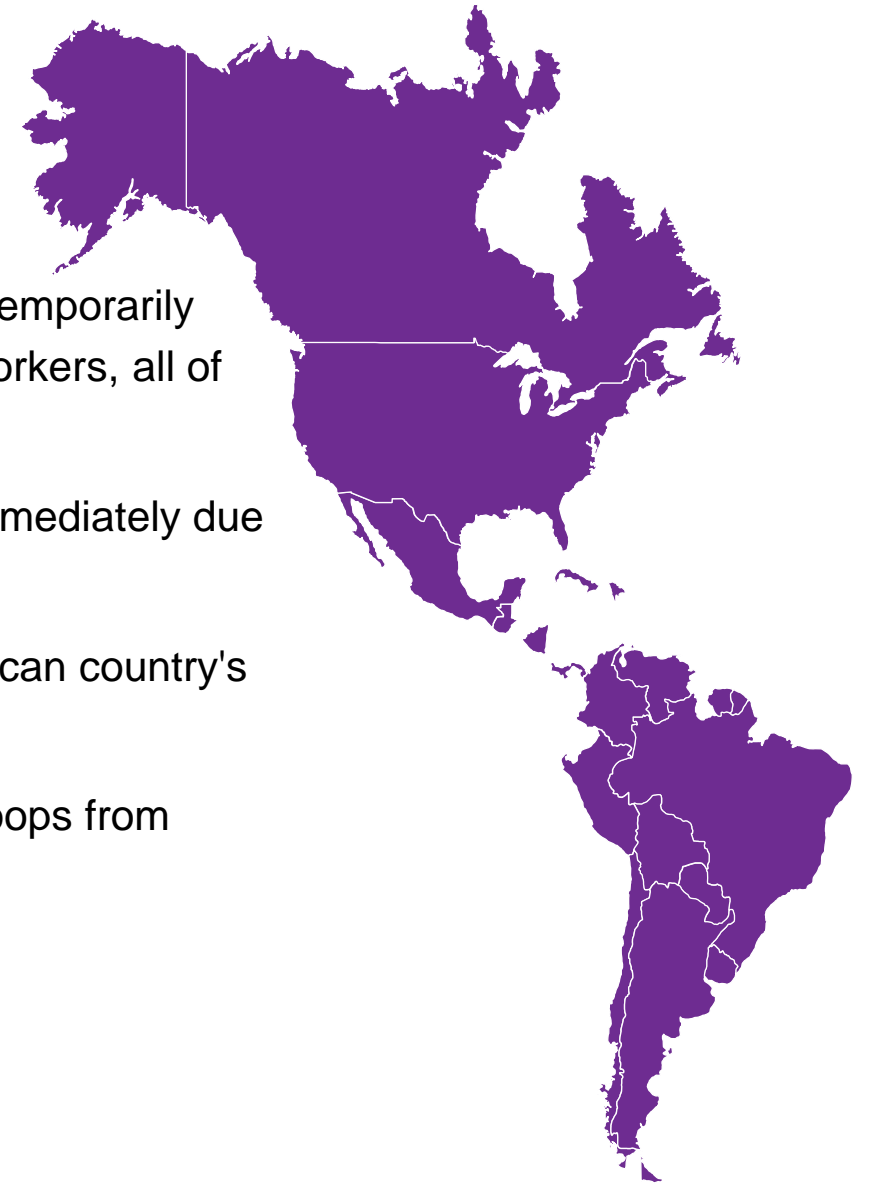 emporarily
orkers, all of
mediately due
can country's
ops from